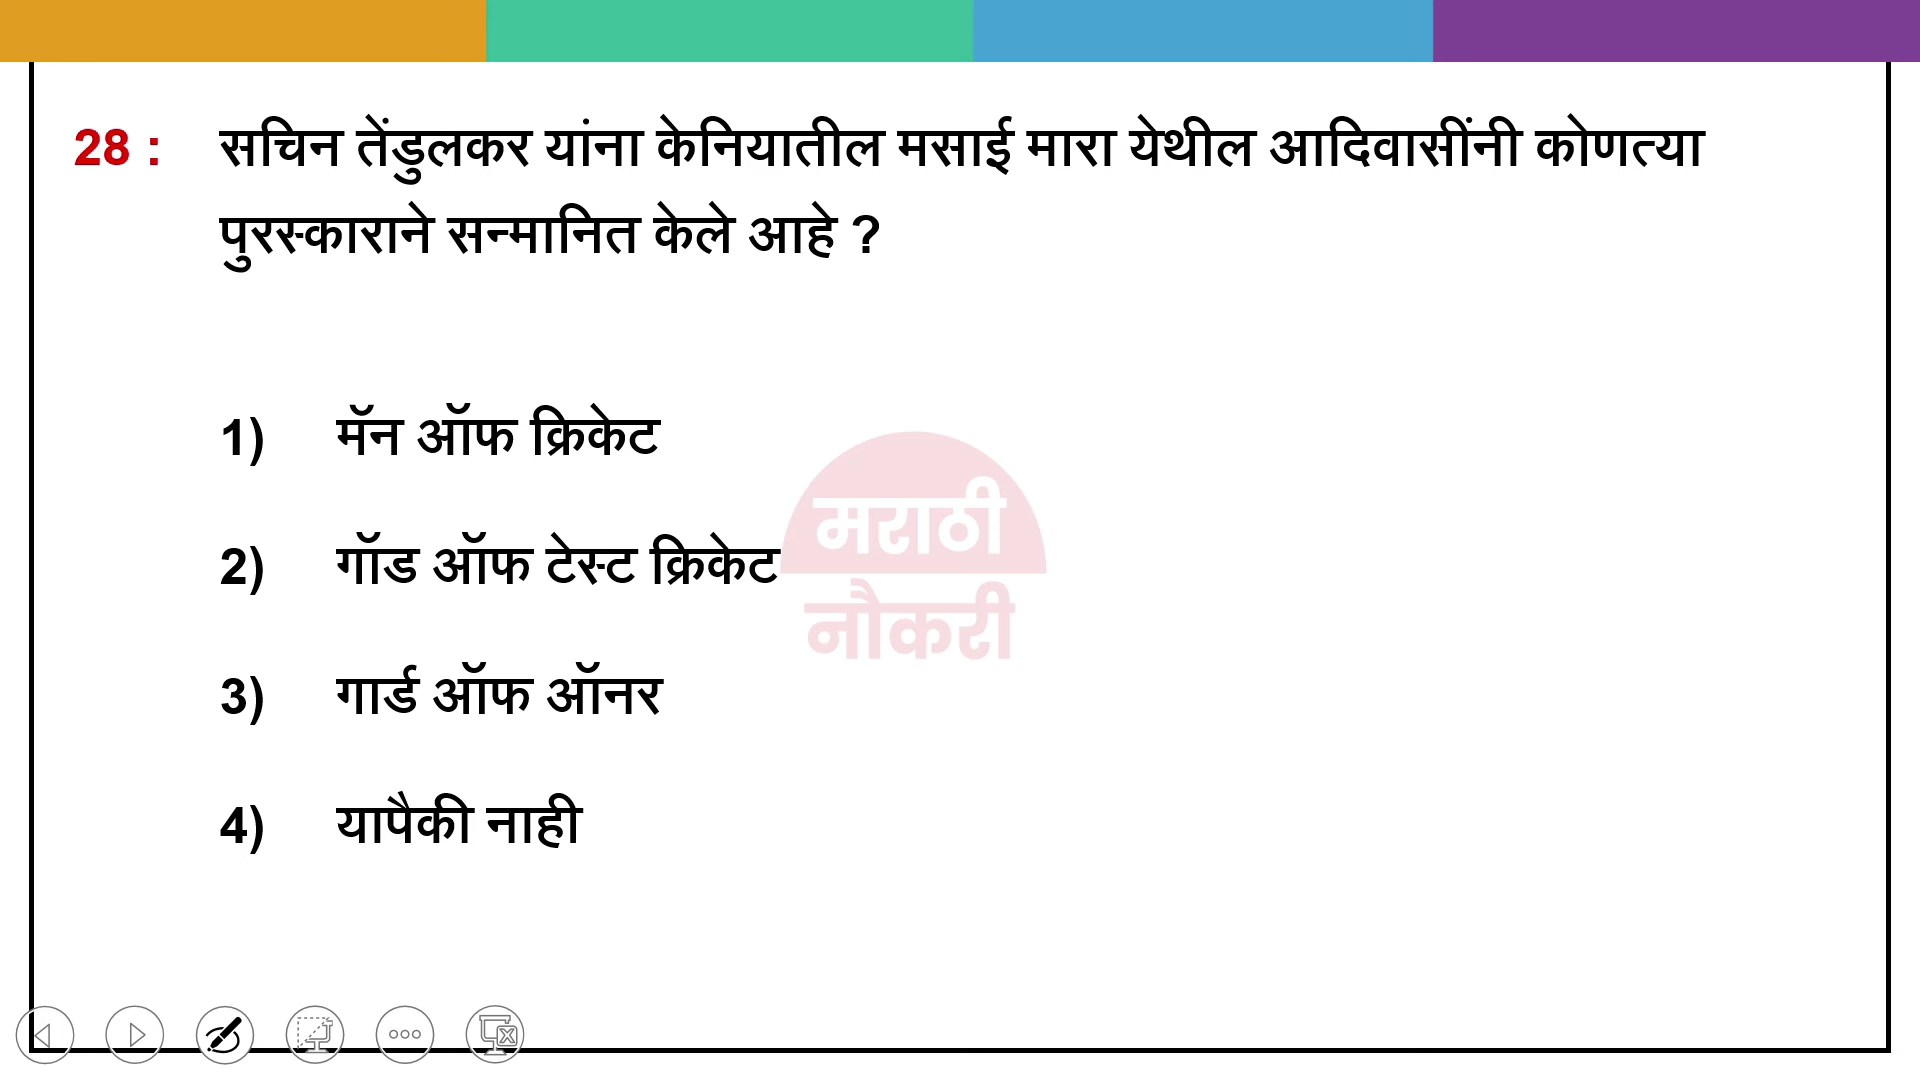 28 : सचिन तेंडुलकर यांना केनियातील मसाई मारा येथील आदिवासींनी कोणत्या
पुरस्काराने सन्मानित केले आहे ?
1) मॅन ऑफ क्रिकेट
2) गॉड ऑफ टेस्ट क्रिकेट
मराठी
नौकरी
3) गार्ड ऑफ ऑनर
4) यापैकी नाही